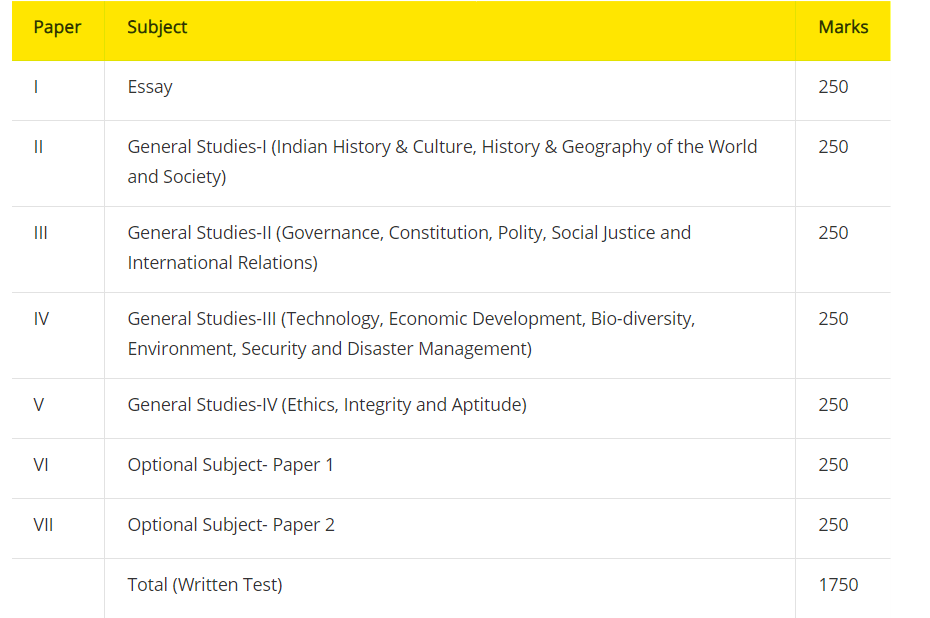 Paper Subject Marks
I Essay 250
II General Studies-I (Indian History & Culture, History & Geography of the World 250
and Society)
III General Studies-II (Governance, Constitution, Polity, Social Justice and 250
International Relations)
IV General Studies-III (Technology, Economic Development, Bio-diversity, 250
Environment, Security and Disaster Management)
V General Studies-IV (Ethics, Integrity and Aptitude) 250
VI Optional Subject- Paper 1 250
VII Optional Subject- Paper 2 250
Total (Written Test) 1750